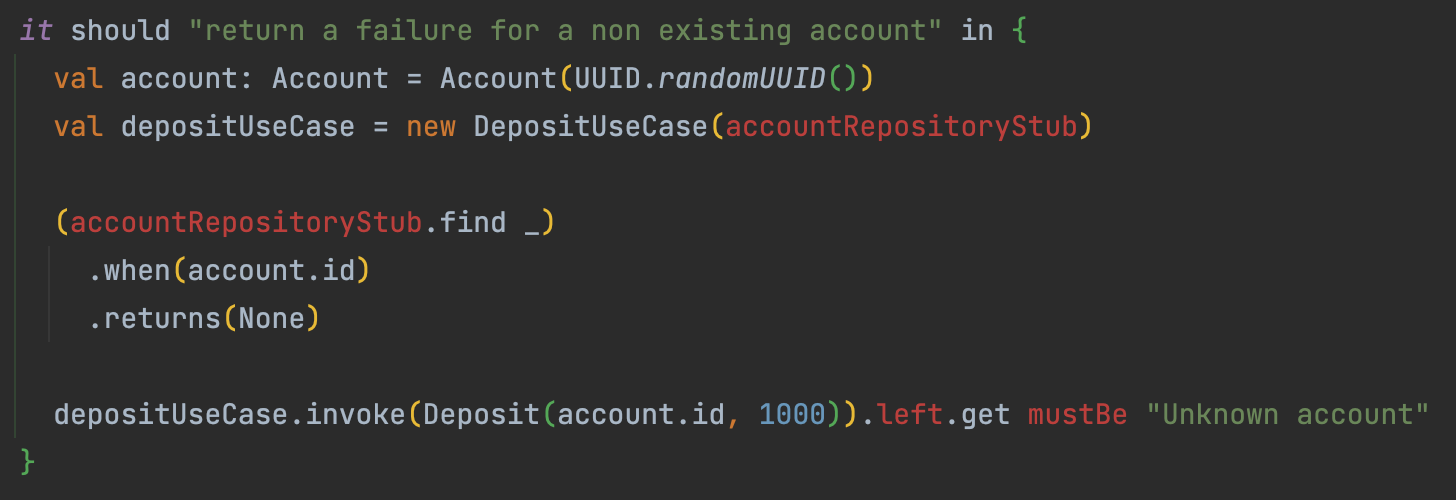 it should "return a failure for a non existing account" in {
  val account: Account = Account(UUID.randomUUID())
  val depositUseCase = new DepositUseCase(accountRepositoryStub)

  (accountRepositoryStub.find _)
    .when(account.id)
    .returns(None)

  depositUseCase.invoke(Deposit(account.id, 1000)).left.get mustBe "Unknown account"
}